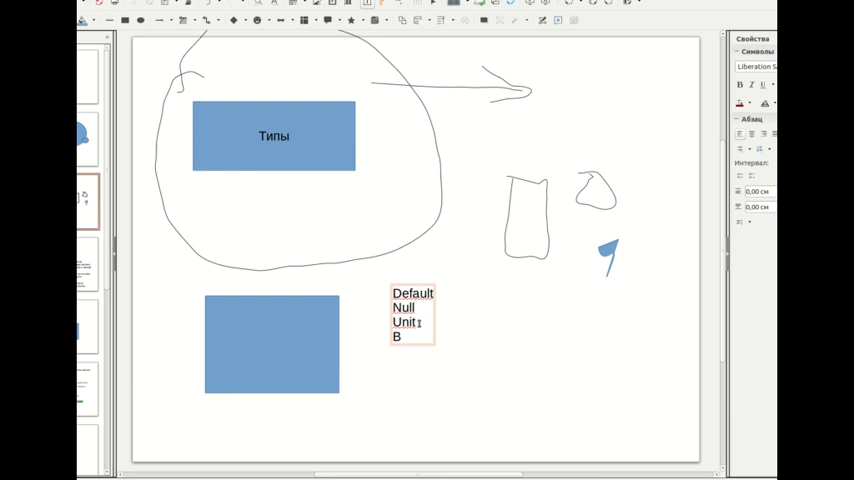 Свойства
Символы
Liberation S
Типы
Абзац
Интервал:
0,00 см
0,00 см
Default
Null
Unit
B